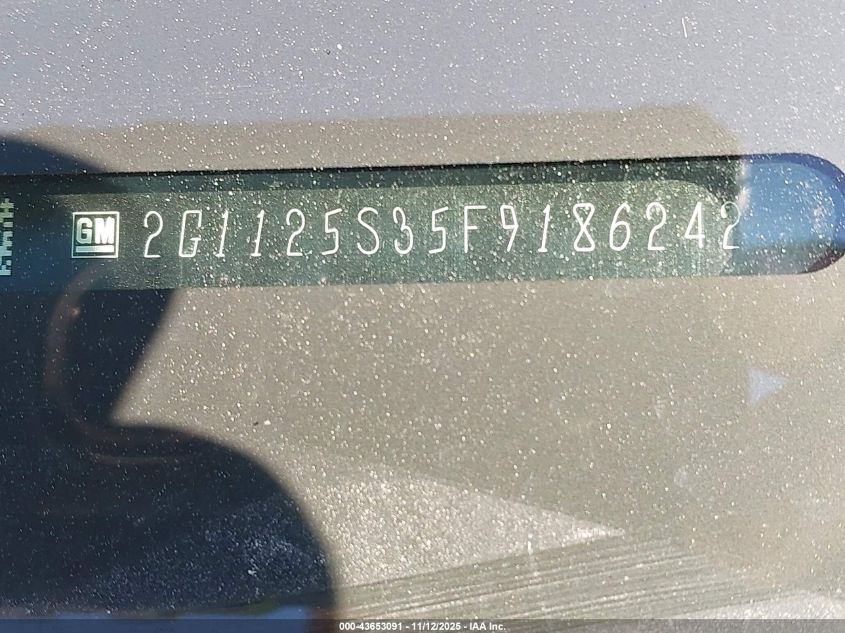 GM 2G1125S35F9186242
000-43653091 - 11/12/2025 - IAA Inc.